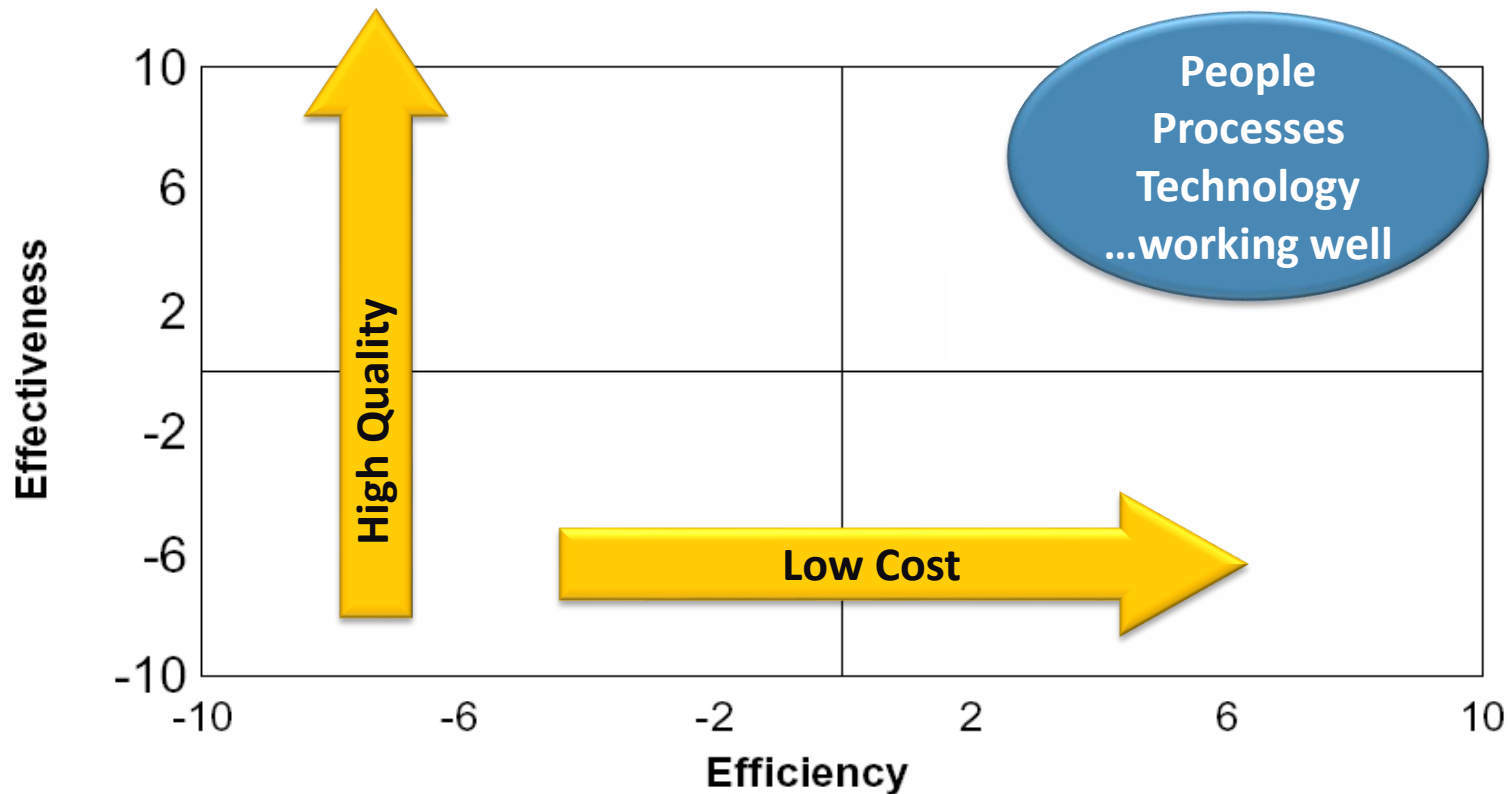 People
Processes
Technology
...working well
High Quality
Low Cost
Effectiveness
10
6
2
-2
-6
-10
-10 -6 -2 2 6 10
Efficiency